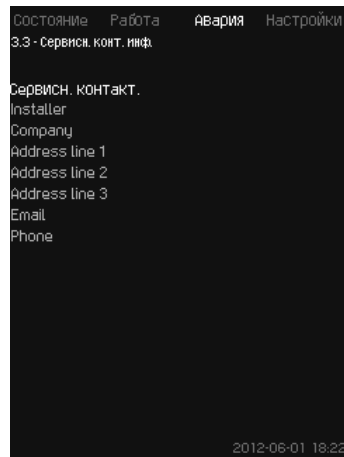 Состояние Работа Авария Настройки
3.3 - Сервисн. конт. инф.
Сервисн. контакт.
Installer
Company
Address line 1
Address line 2
Address line 3
Email
Phone
2012-06-01 18:22